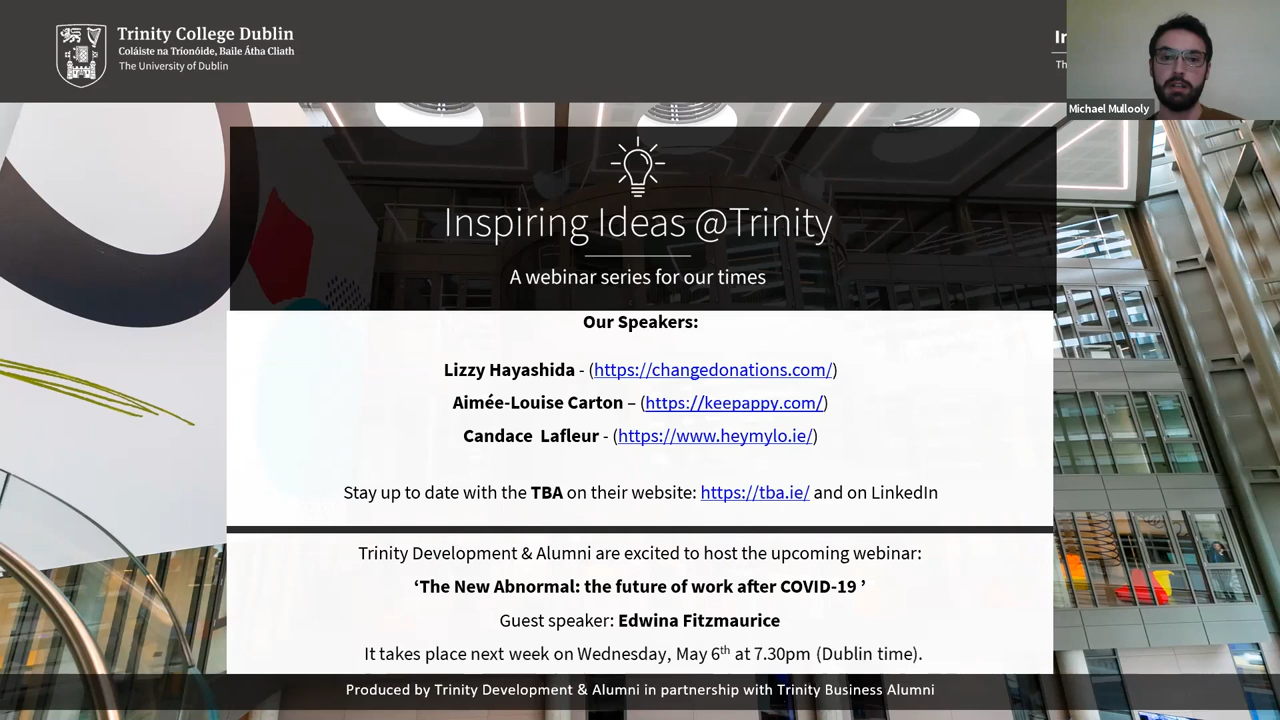 Trinity College Dublin
Coláiste na Tríonóide, Baile Átha Cliath
The University of Dublin
Michael Mullooly
Inspiring Ideas @Trinity
A webinar series for our times
Our Speakers:
Lizzy Hayashida - (https://changedonations.com/)
Aimée-Louise Carton – (https://keepappy.com/)
Candace Lafleur - (https://www.heymylo.ie/)
Stay up to date with the TBA on their website: https://tba.ie/ and on LinkedIn
Trinity Development & Alumni are excited to host the upcoming webinar:
‘The New Abnormal: the future of work after COVID-19 ’
Guest speaker: Edwina Fitzmaurice
It takes place next week on Wednesday, May 6th at 7.30pm (Dublin time).
Produced by Trinity Development & Alumni in partnership with Trinity Business Alumni